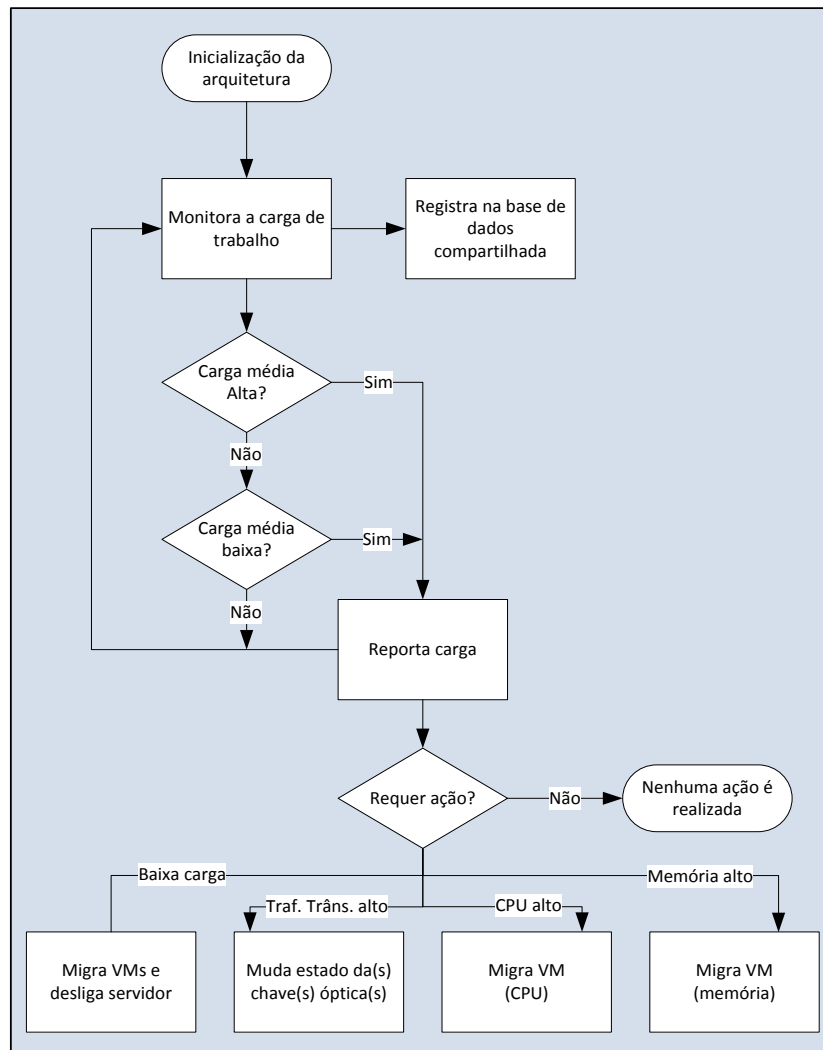 Inicialização da
arquitetura
Monitora a carga de
trabalho
Registra na base de
dados
compartilhada
Carga média
Alta?
Sim
Não
Carga média
baixa?
Sim
Não
Reporta carga
Requer ação?
Não
Nenhuma ação é
realizada
Baixa carga
Memória alto
Traf. Trâns. alto
CPU alto
Migra VMs e
desliga servidor
Muda estado da(s)
chave(s) óptica(s)
Migra VM
(CPU)
Migra VM
(memória)